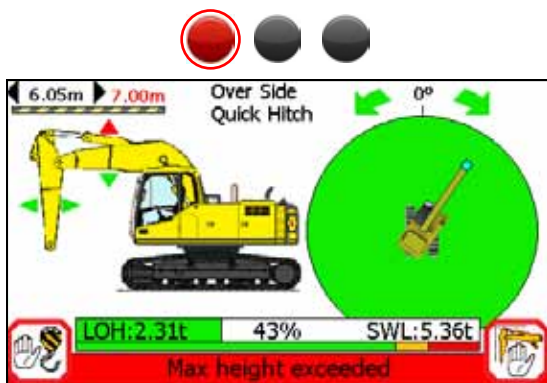 6.05m 7.00m Over Side 0º
Quick Hitch
LOH:2.31t 43% SWL:5.36t
Max height exceeded